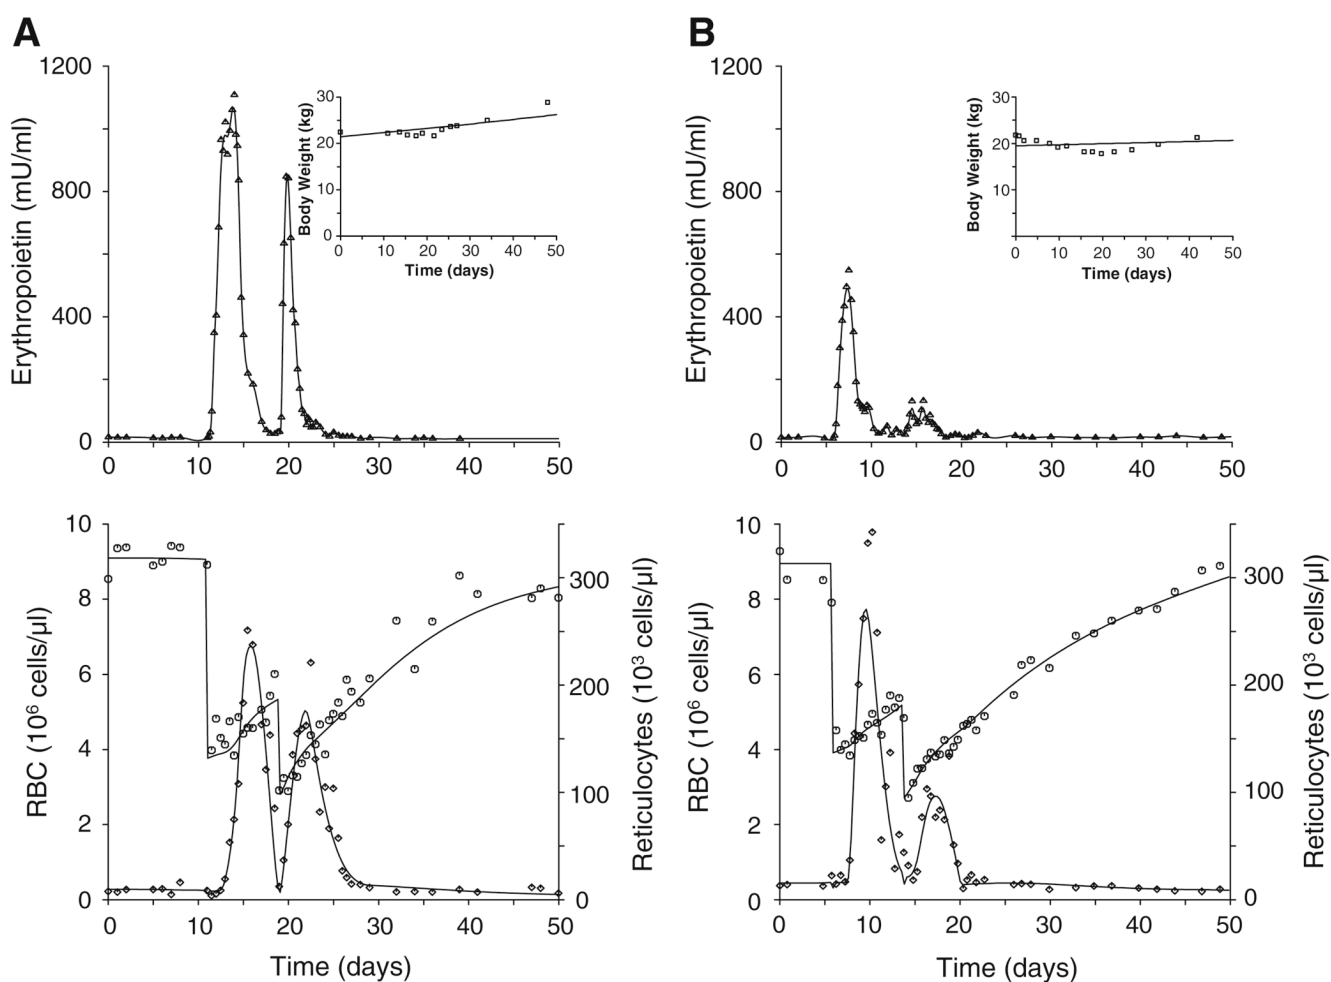 A
B
1200
800
400
0
Erythropoietin (mU/ml)
0 10 20 30 40 50
30
20
10
0
Body Weight (kg)
0 10 20 30 40 50
Time (days)
1200
800
400
0
Erythropoietin (mU/ml)
0 10 20 30 40 50
30
20
10
Body Weight (kg)
0 10 20 30 40 50
Time (days)
10
8
6
4
2
0
RBC (10⁶ cells/µl)
300
200
100
0
Reticulocytes (10³ cells/µl)
0 10 20 30 40 50
Time (days)
10
8
6
4
2
0
RBC (10⁶ cells/µl)
300
200
100
0
Reticulocytes (10³ cells/µl)
0 10 20 30 40 50
Time (days)